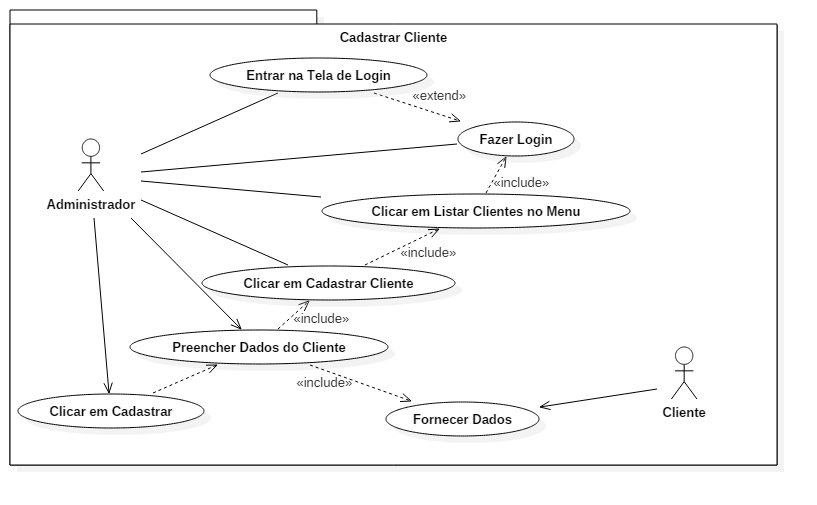 Cadastrar Cliente
Entrar na Tela de Login
«extend»
Fazer Login
«include»
Administrador
Clicar em Listar Clientes no Menu
«include»
Clicar em Cadastrar Cliente
«include»
Preencher Dados do Cliente
«include»
Clicar em Cadastrar
Fornecer Dados
Cliente